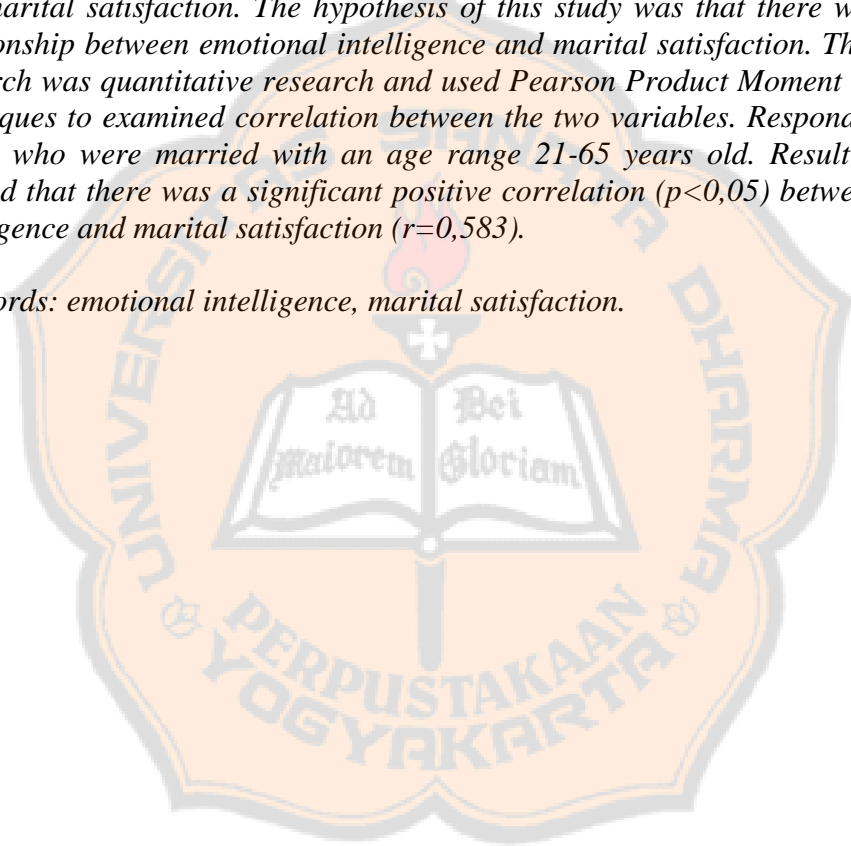 marital satisfaction. The hypothesis of this study was that there w
onship between emotional intelligence and marital satisfaction. Th
rch was quantitative research and used Pearson Product Moment
iques to examined correlation between the two variables. Respond
who were married with an age range 21-65 years old. Result
d that there was a significant positive correlation (p<0,05) betwe
igence and marital satisfaction (r=0,583).
ords: emotional intelligence, marital satisfaction.
UNIVERSITAS SANATA DHARMA
Ad Maiorem
Dei Gloriam
PERPUSTAKAAN
YOGYAKARTA